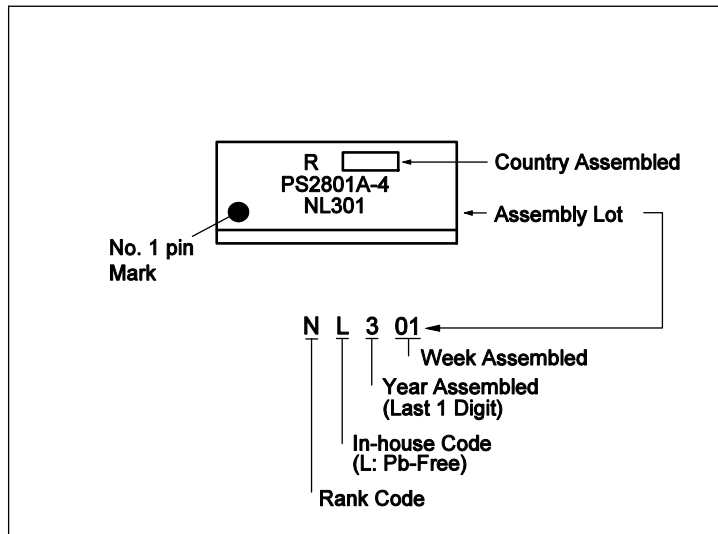 R
Country Assembled
PS2801A-4
NL301
Assembly Lot
No. 1 pin
Mark
N L 3 01
Week Assembled
Year Assembled
(Last 1 Digit)
In-house Code
(L: Pb-Free)
Rank Code